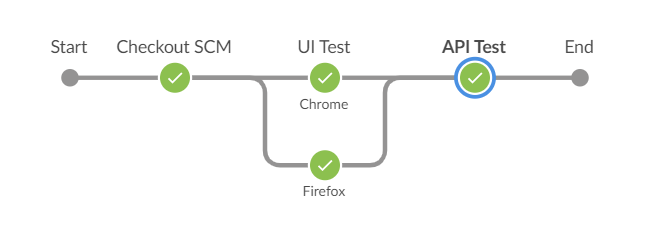 Start
Checkout SCM
UI Test
API Test
End
Chrome
Firefox